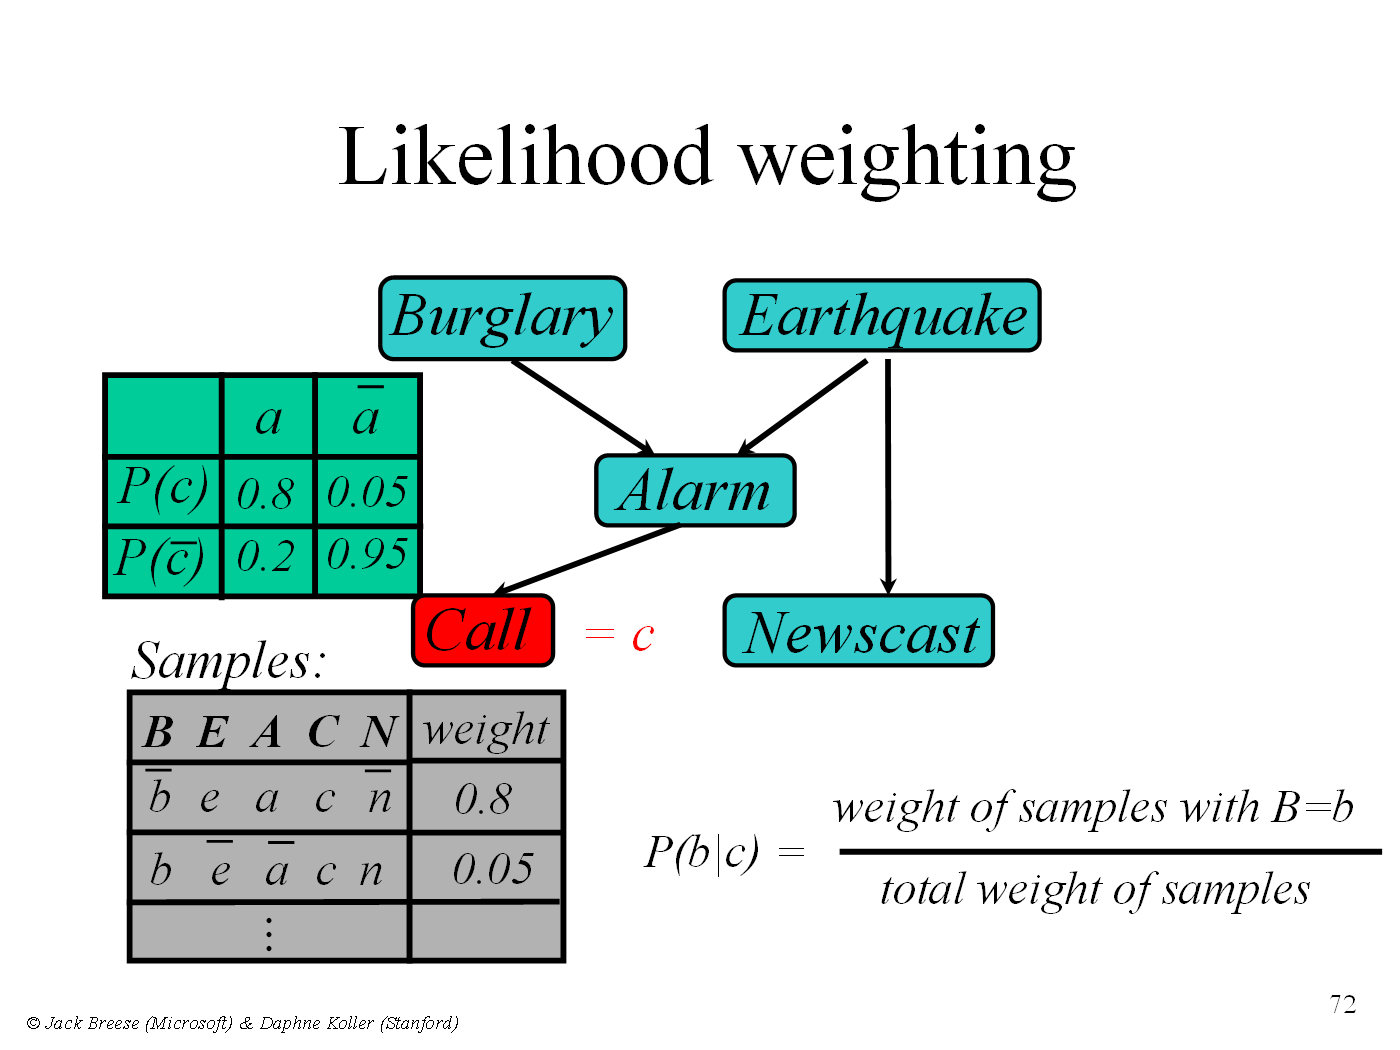 Likelihood weighting
Burglary Earthquake
a a̅
P(c) 0.8 0.05
P(c̅) 0.2 0.95
Alarm
Call = c Newscast
Samples:
B E A C N weight
b̅ e a c n̅ 0.8
b e̅ a̅ c n 0.05
⋮
P(b|c) =
weight of samples with B=b
total weight of samples
72
© Jack Breese (Microsoft) & Daphne Koller (Stanford)